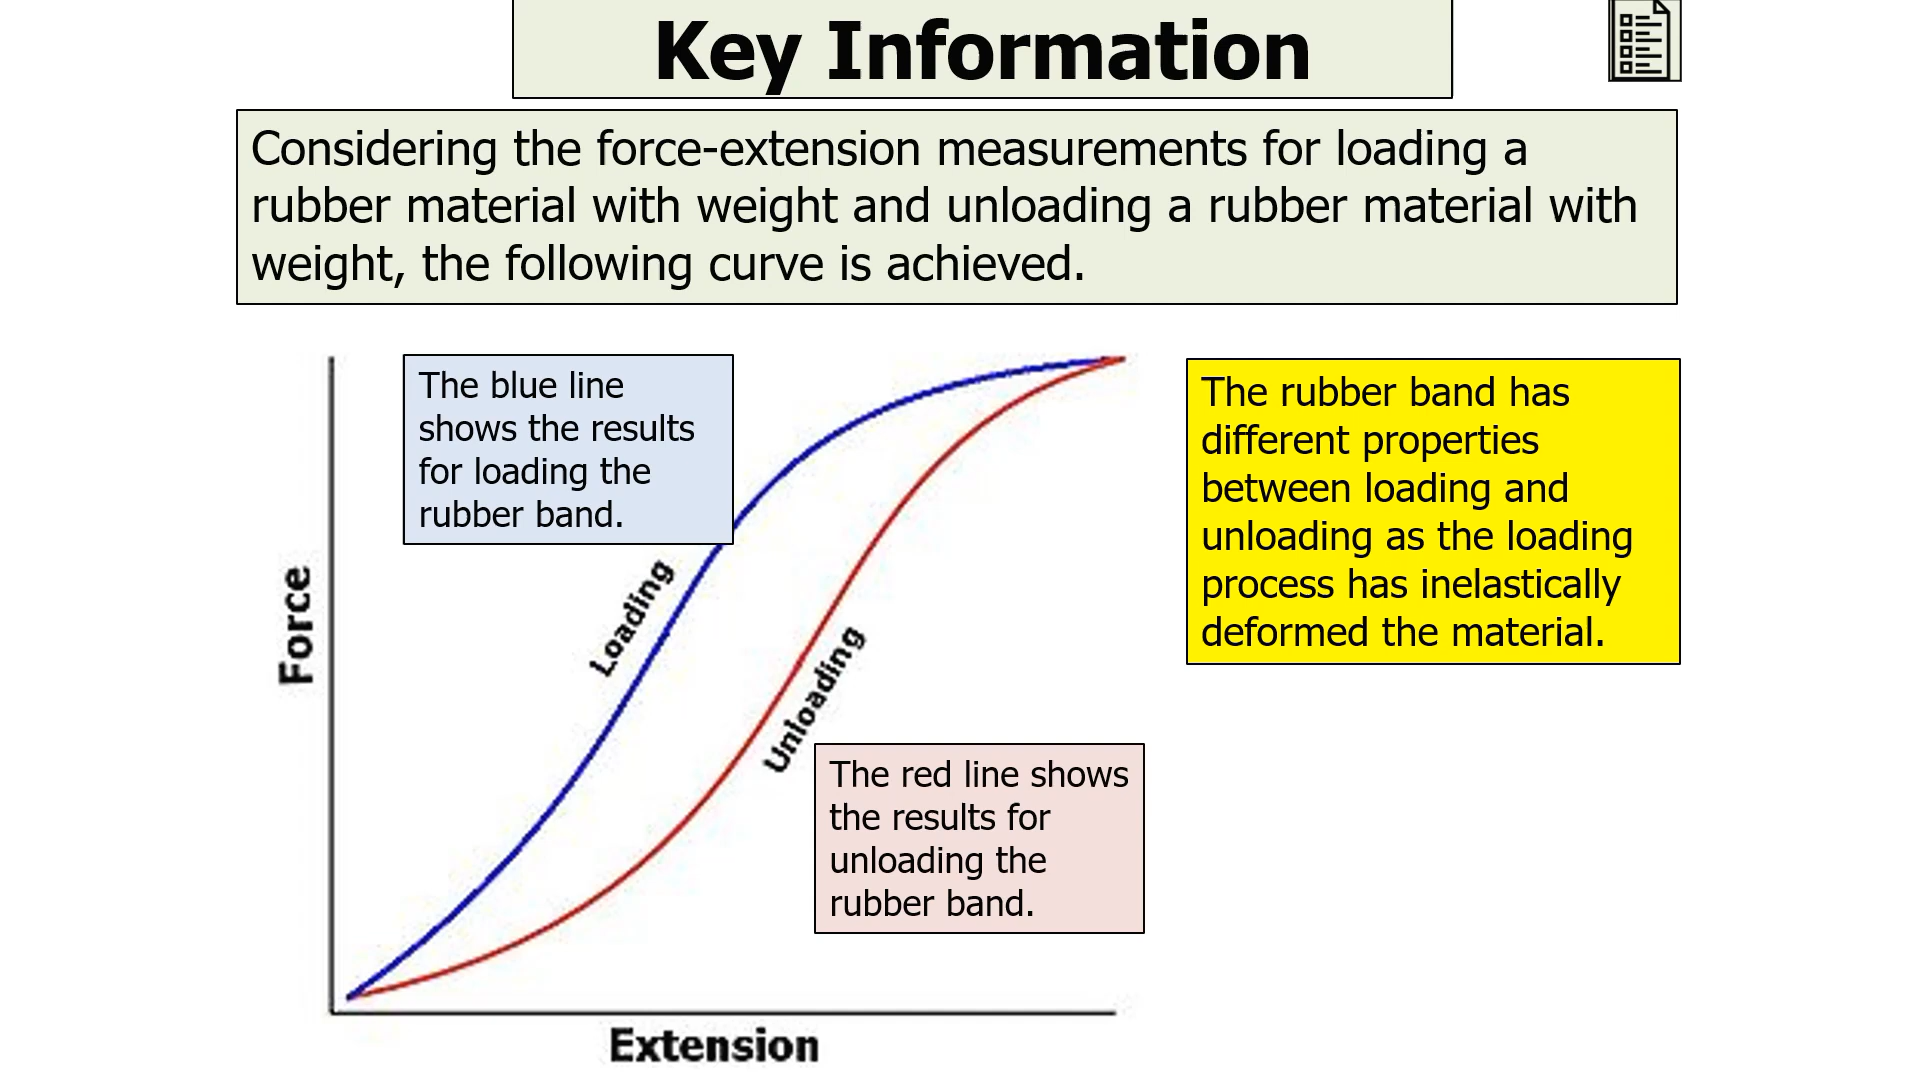 Key Information
Considering the force-extension measurements for loading a
rubber material with weight and unloading a rubber material with
weight, the following curve is achieved.
The blue line
shows the results
for loading the
rubber band.
The rubber band has
different properties
between loading and
unloading as the loading
process has inelastically
deformed the material.
Force
Loading
Unloading
The red line shows
the results for
unloading the
rubber band.
Extension